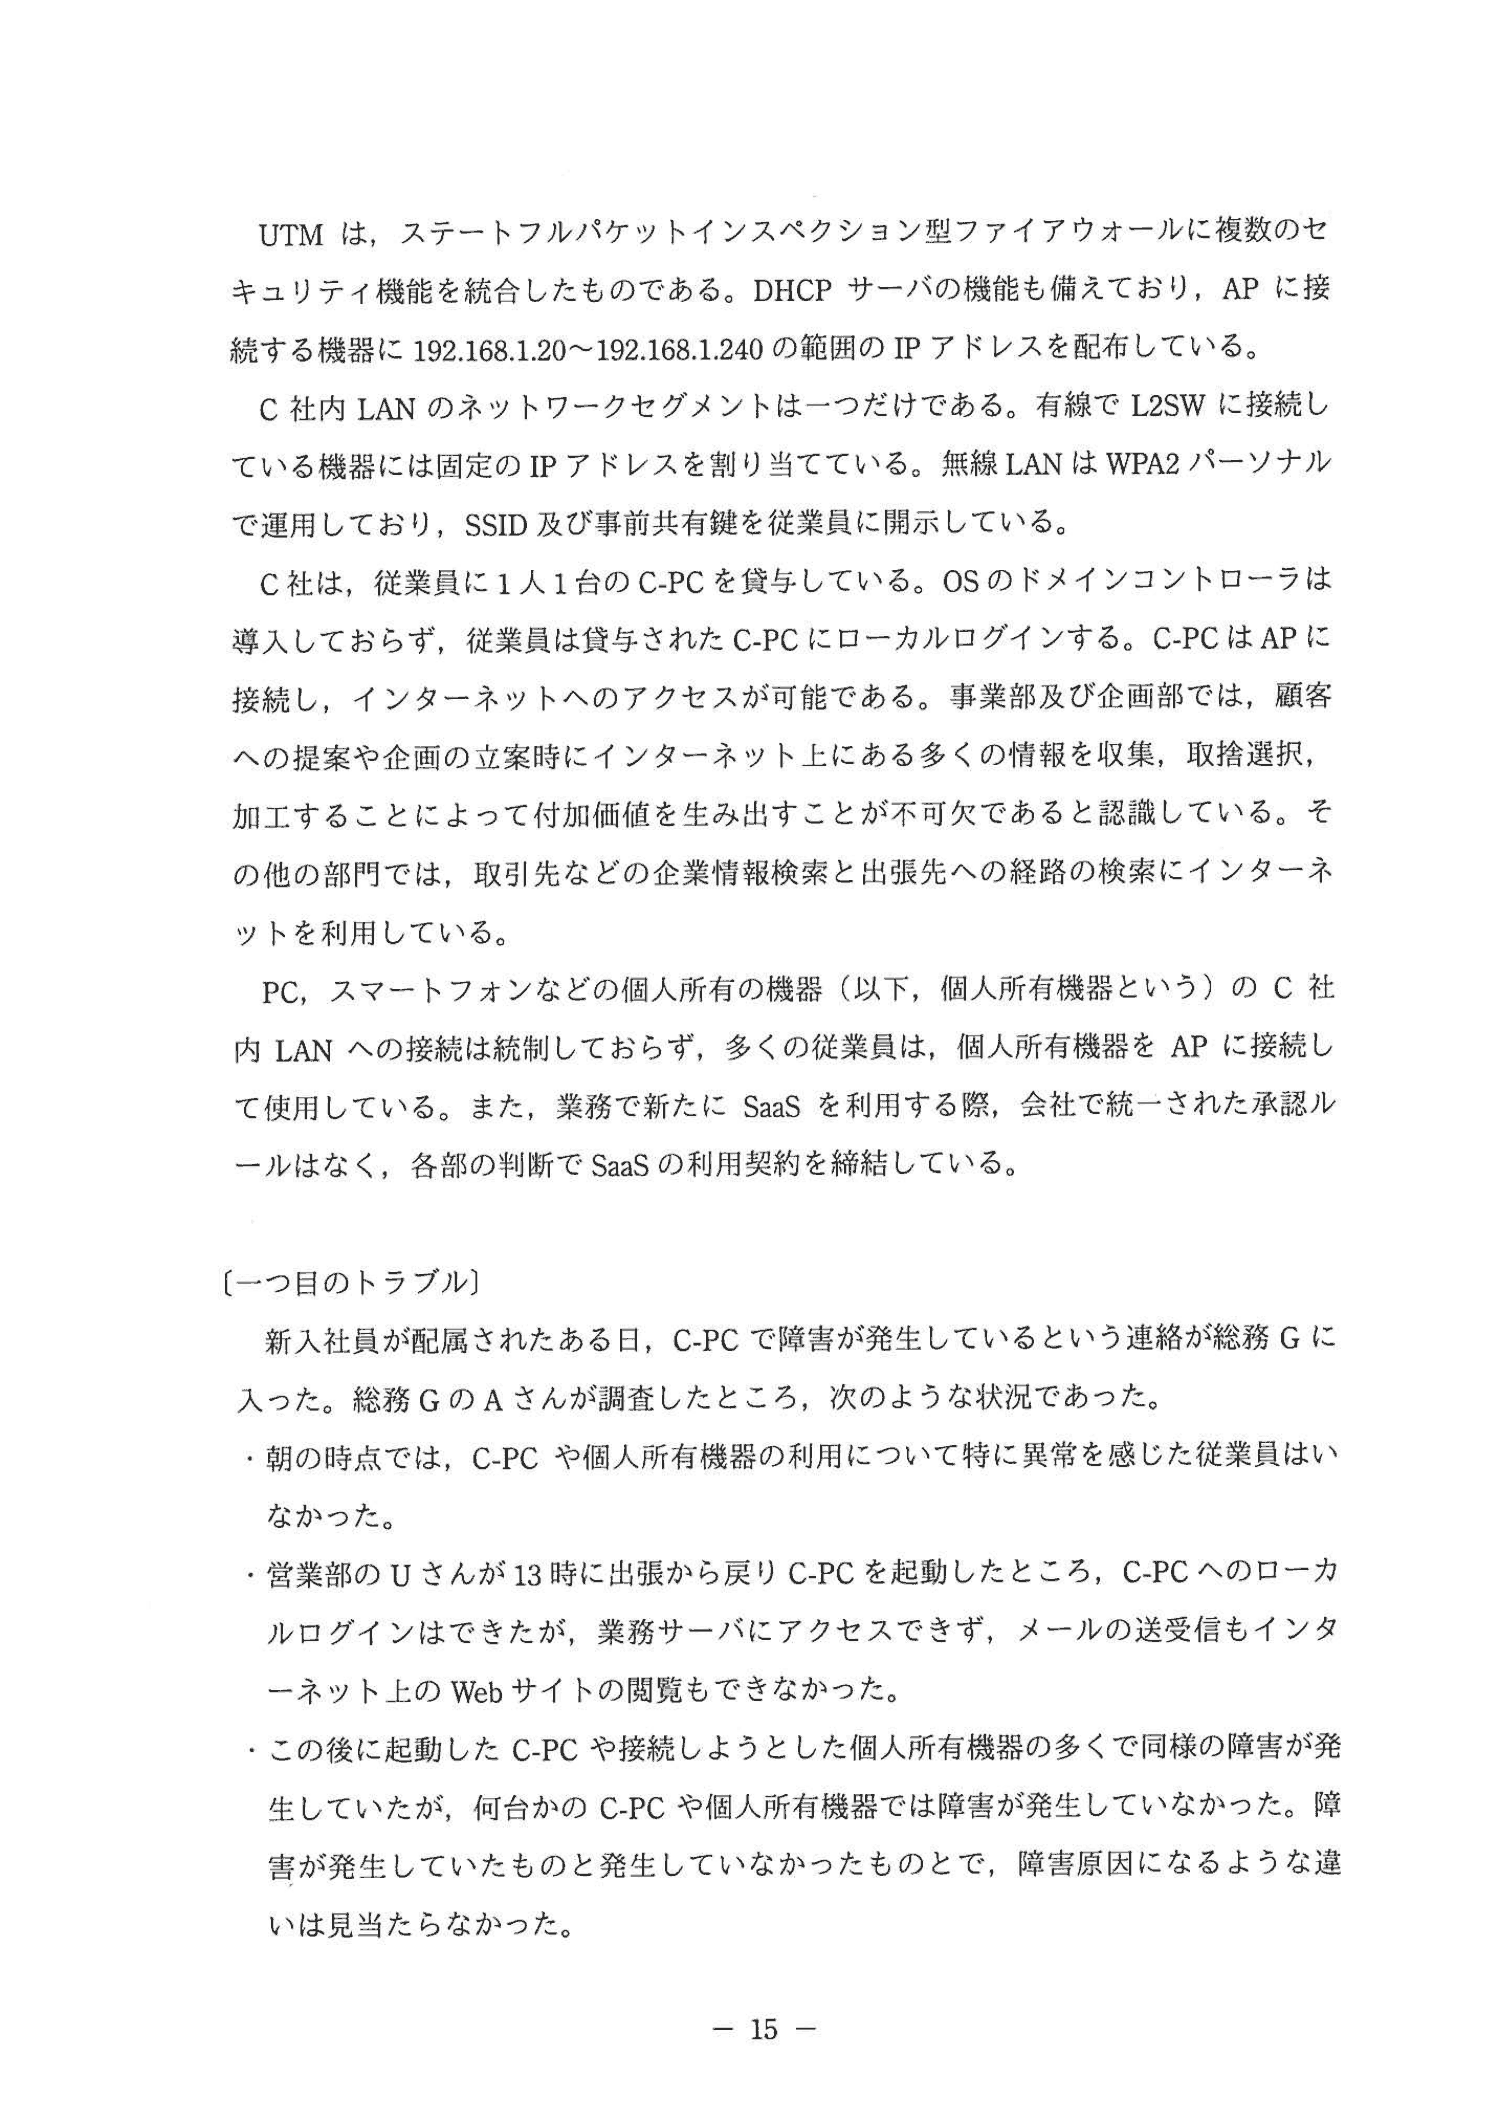 UTM は，ステートフルパケットインスペクション型ファイアウォールに複数のセ
キュリティ機能を統合したものである。DHCP サーバの機能も備えており，AP に接
続する機器に 192.168.1.20～192.168.1.240 の範囲の IP アドレスを配布している。
C 社内 LAN のネットワークセグメントは一つだけである。有線で L2SW に接続し
ている機器には固定の IP アドレスを割り当てている。無線 LAN は WPA2 パーソナル
で運用しており，SSID 及び事前共有鍵を従業員に開示している。
C 社は，従業員に 1 人 1 台の C-PC を貸与している。OS のドメインコントローラは
導入しておらず，従業員は貸与された C-PC にローカルログインする。C-PC は AP に
接続し，インターネットへのアクセスが可能である。事業部及び企画部では，顧客
への提案や企画の立案時にインターネット上にある多くの情報を収集，取捨選択，
加工することによって付加価値を生み出すことが不可欠であると認識している。そ
の他の部門では，取引先などの企業情報検索と出張先への経路の検索にインターネ
ットを利用している。
PC，スマートフォンなどの個人所有の機器（以下，個人所有機器という）の C 社
内 LAN への接続は統制しておらず，多くの従業員は，個人所有機器を AP に接続し
て使用している。また，業務で新たに SaaS を利用する際，会社で統一された承認ル
ールはなく，各部の判断で SaaS の利用契約を締結している。
〔一つ目のトラブル〕
新入社員が配属されたある日，C-PC で障害が発生しているという連絡が総務 G に
入った。総務 G の A さんが調査したところ，次のような状況であった。
・朝の時点では，C-PC や個人所有機器の利用について特に異常を感じた従業員はい
なかった。
・営業部の U さんが 13 時に出張から戻り C-PC を起動したところ，C-PC へのローカ
ルログインはできたが，業務サーバにアクセスできず，メールの送受信もインタ
ーネット上の Web サイトの閲覧もできなかった。
・この後に起動した C-PC や接続しようとした個人所有機器の多くで同様の障害が発
生していたが，何台かの C-PC や個人所有機器では障害が発生していなかった。障
害が発生していたものと発生していなかったものとで，障害原因になるような違
いは見当たらなかった。
－ 15 －